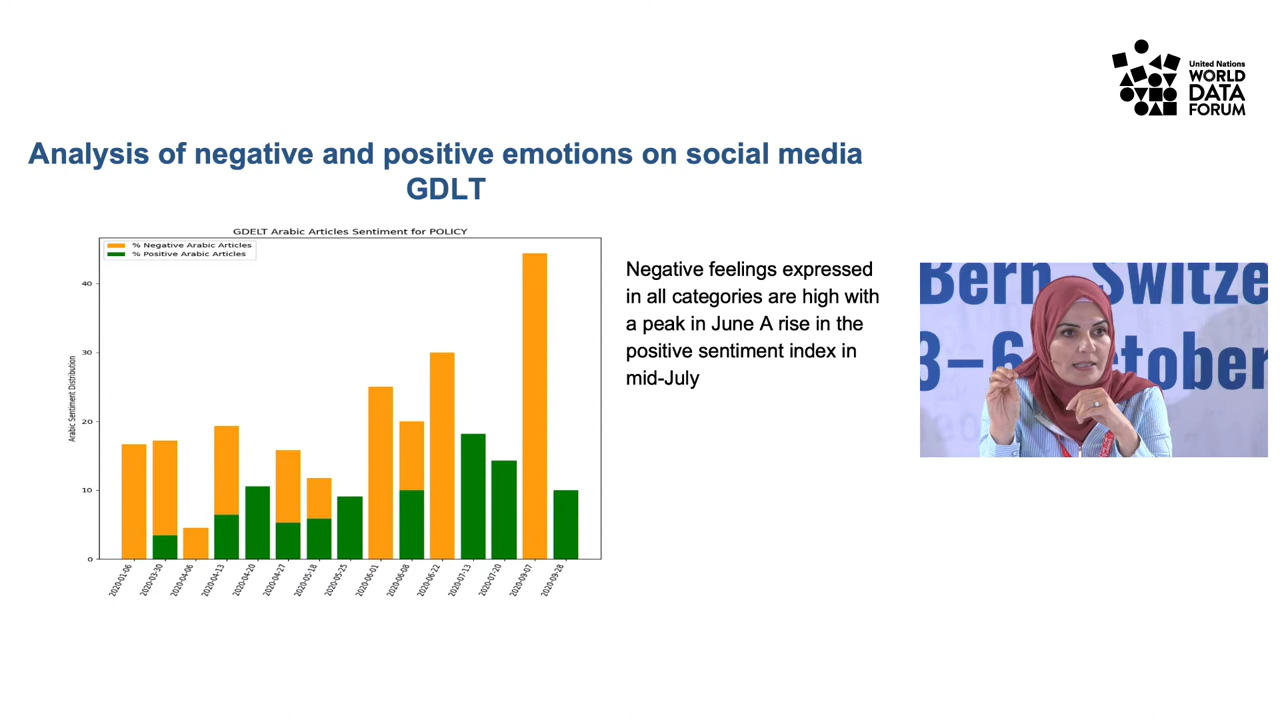 United Nations
WORLD
DATA
FORUM
Analysis of negative and positive emotions on social media
GDLT
GDELT Arabic Articles Sentiment for POLICY
% Negative Arabic Articles
% Positive Arabic Articles
Arabic Sentiment Distribution
40
30
20
10
0
2020-01-06
2020-03-30
2020-04-06
2020-04-13
2020-04-20
2020-04-27
2020-05-18
2020-05-25
2020-06-01
2020-06-08
2020-06-22
2020-07-13
2020-07-20
2020-09-07
2020-09-28
Negative feelings expressed
in all categories are high with
a peak in June A rise in the
positive sentiment index in
mid-July
Bern, Switze
3–6 October